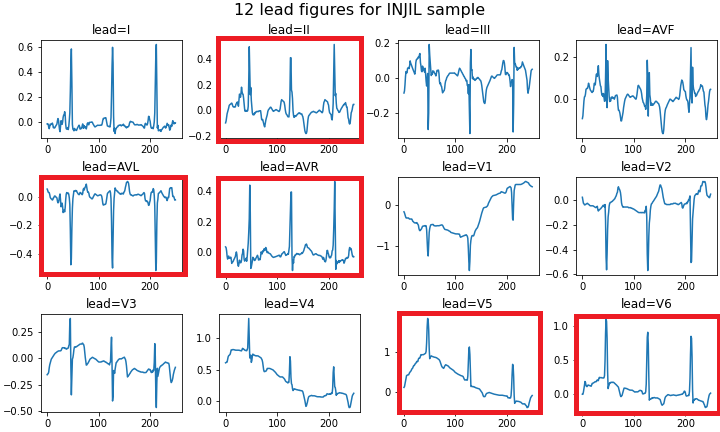 12 lead figures for INJIL sample
lead=I lead=II lead=III lead=AVF
0.6 0.4 0.2 0.0
0.4 0.2 0.0 −0.2
0.2 0.0 −0.2
0.2 0.0
0 100 200 0 100 200 0 100 200 0 100 200
lead=AVL lead=AVR lead=V1 lead=V2
0.0 −0.2 −0.4
0.4 0.2 0.0
0 −1
0.0 −0.2 −0.4 −0.6
0 100 200 0 100 200 0 100 200 0 100 200
lead=V3 lead=V4 lead=V5 lead=V6
0.25 0.00 −0.25 −0.50
1.0 0.5 0.0
1 0
1.0 0.5 0.0
0 100 200 0 100 200 0 100 200 0 100 200